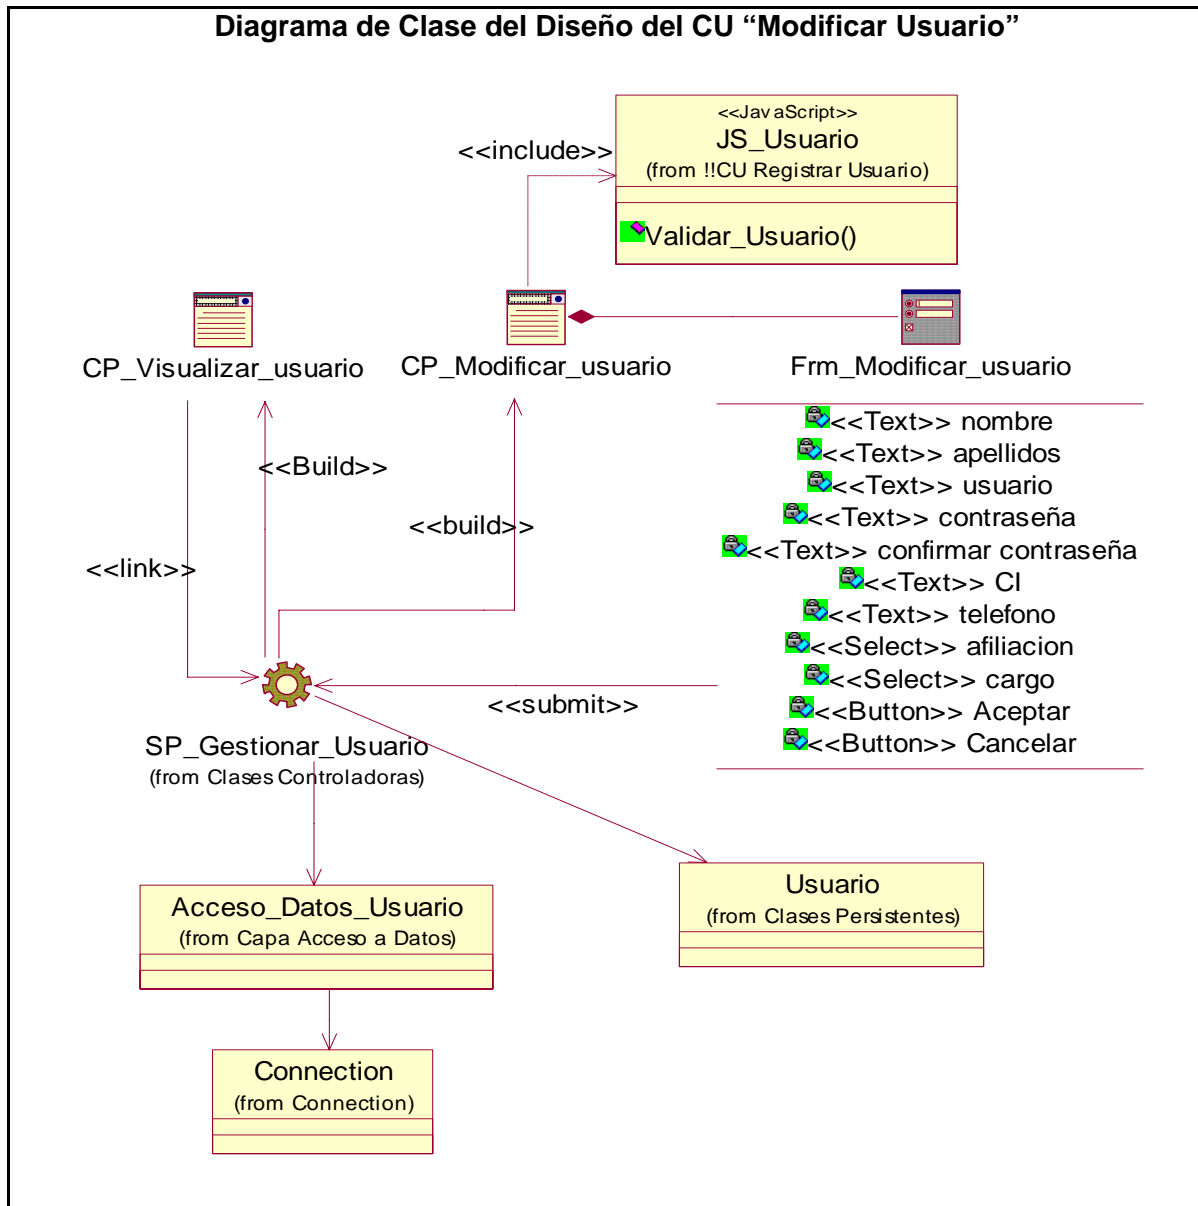 Diagrama de Clase del Diseño del CU “Modificar Usuario”
<<JavaScript>>
JS_Usuario
(from !!CU Registrar Usuario)
<<include>>
Validar_Usuario()
CP_Visualizar_usuario
CP_Modificar_usuario
Frm_Modificar_usuario
<<Text>> nombre
<<Text>> apellidos
<<Text>> usuario
<<Text>> contraseña
<<Text>> confirmar contraseña
<<Text>> CI
<<Text>> telefono
<<Select>> afiliacion
<<Select>> cargo
<<Button>> Aceptar
<<Button>> Cancelar
<<Build>>
<<build>>
<<link>>
<<submit>>
SP_Gestionar_Usuario
(from Clases Controladoras)
Acceso_Datos_Usuario
(from Capa Acceso a Datos)
Usuario
(from Clases Persistentes)
Connection
(from Connection)